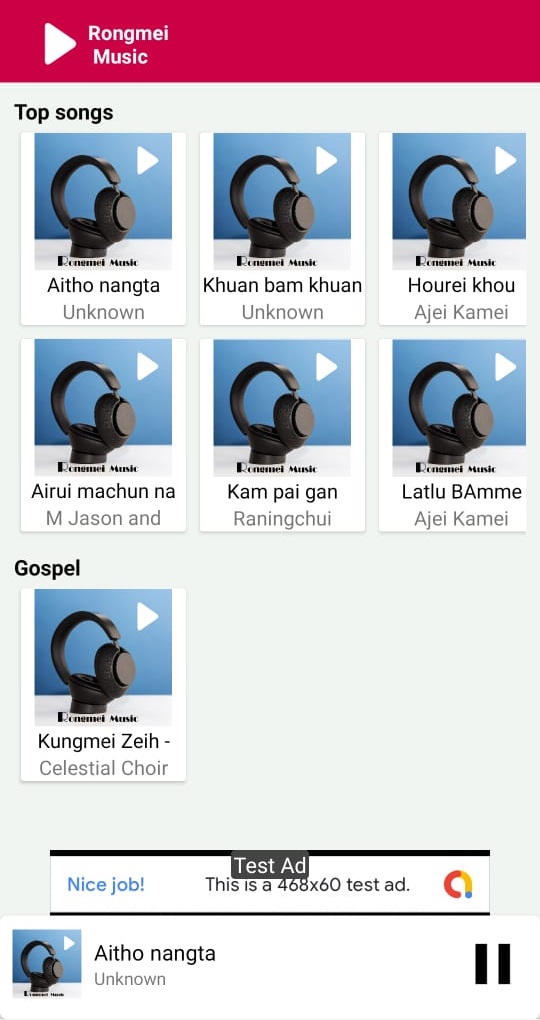 Rongmei
Music
Top songs
Rongmei Music
Rongmei Music
Rongmei Music
Aitho nangta
Khuan bam khuan
Hourei khou
Unknown
Unknown
Ajei Kamei
Rongmei Music
Rongmei Music
Rongmei Music
Airui machun na
Kam pai gan
Latlu BAmme
M Jason and
Raningchui
Ajei Kamei
Gospel
Rongmei Music
Kungmei Zeih -
Celestial Choir
Test Ad
Nice job!
This is a 468x60 test ad.
Aitho nangta
Unknown
Rongmei Music